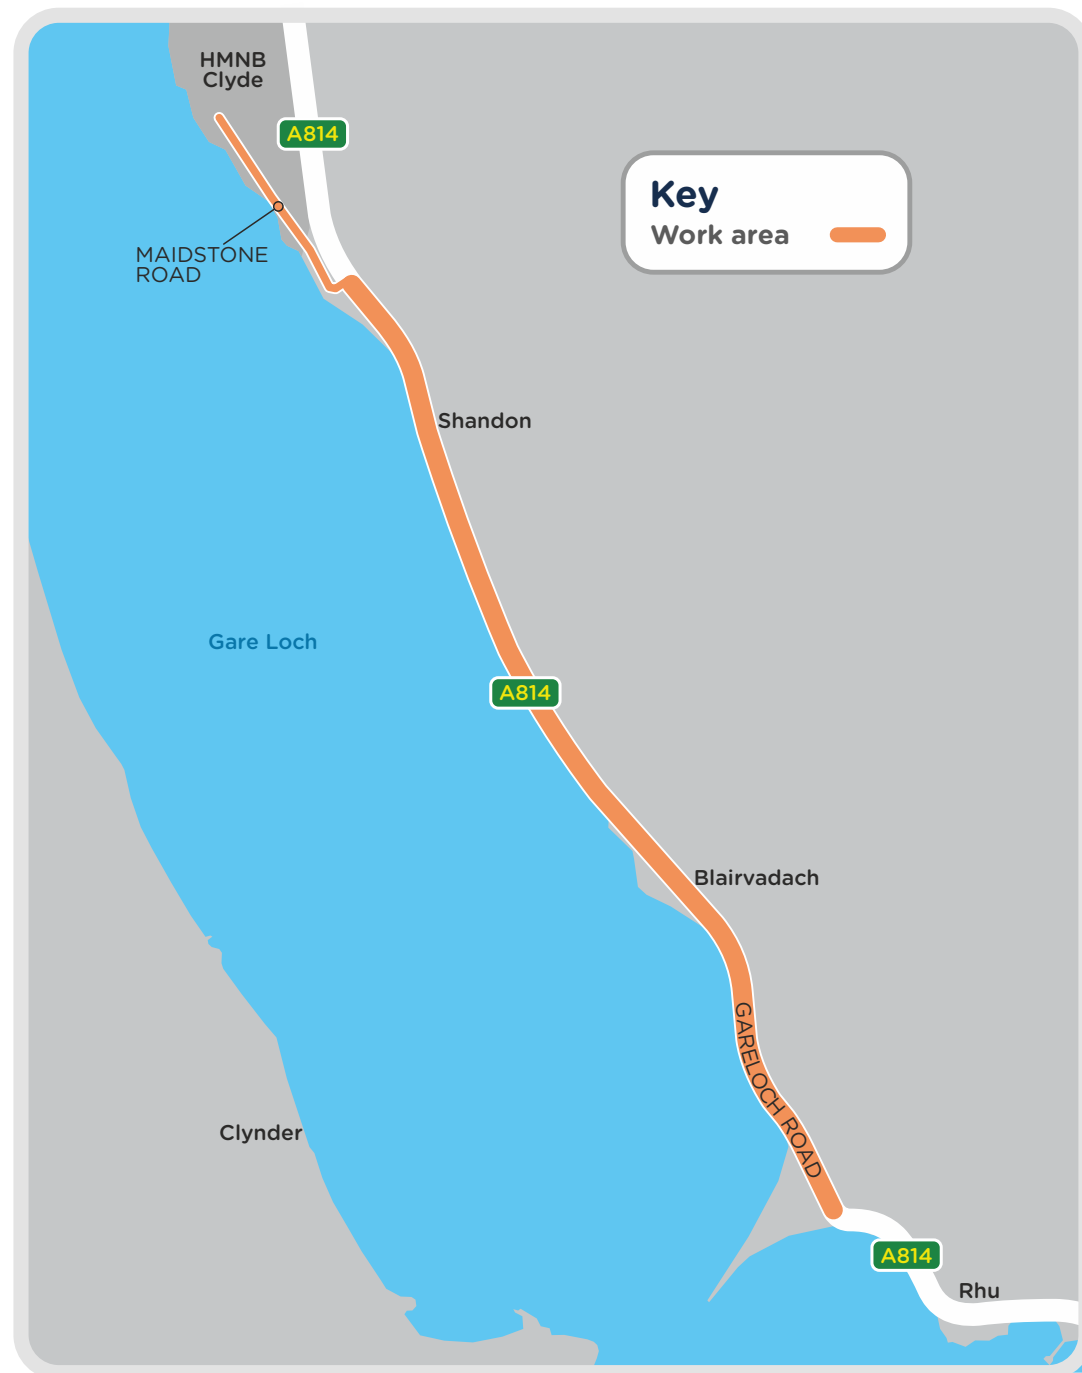 HMNB
Clyde
A814
Key
Work area
MAIDSTONE
ROAD
Shandon
Gare Loch
A814
Blairvadach
GARELOCH ROAD
Clynder
A814
Rhu